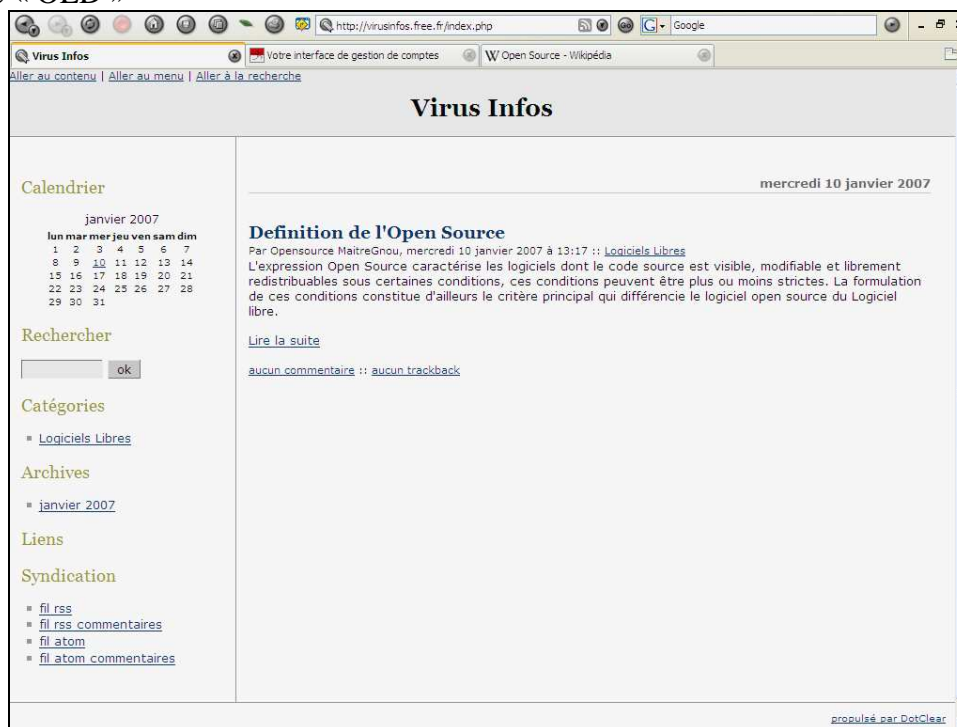 « OLD »
http://virusinfos.free.fr/index.php
Google
Virus Infos
Votre interface de gestion de comptes
Open Source - Wikipédia
Aller au contenu | Aller au menu | Aller à la recherche
Virus Infos
Calendrier
janvier 2007
lun mar mer jeu ven sam dim
1 2 3 4 5 6 7
8 9 10 11 12 13 14
15 16 17 18 19 20 21
22 23 24 25 26 27 28
29 30 31
Rechercher
ok
Catégories
Logiciels Libres
Archives
janvier 2007
Liens
Syndication
fil rss
fil rss commentaires
fil atom
fil atom commentaires
mercredi 10 janvier 2007
Definition de l'Open Source
Par Opensource MaitreGnou, mercredi 10 janvier 2007 à 13:17 :: Logiciels Libres
L'expression Open Source caractérise les logiciels dont le code source est visible, modifiable et librement
redistribuables sous certaines conditions, ces conditions peuvent être plus ou moins strictes. La formulation
de ces conditions constitue d'ailleurs le critère principal qui différencie le logiciel open source du Logiciel
libre.
Lire la suite
aucun commentaire :: aucun trackback
propulsé par DotClear